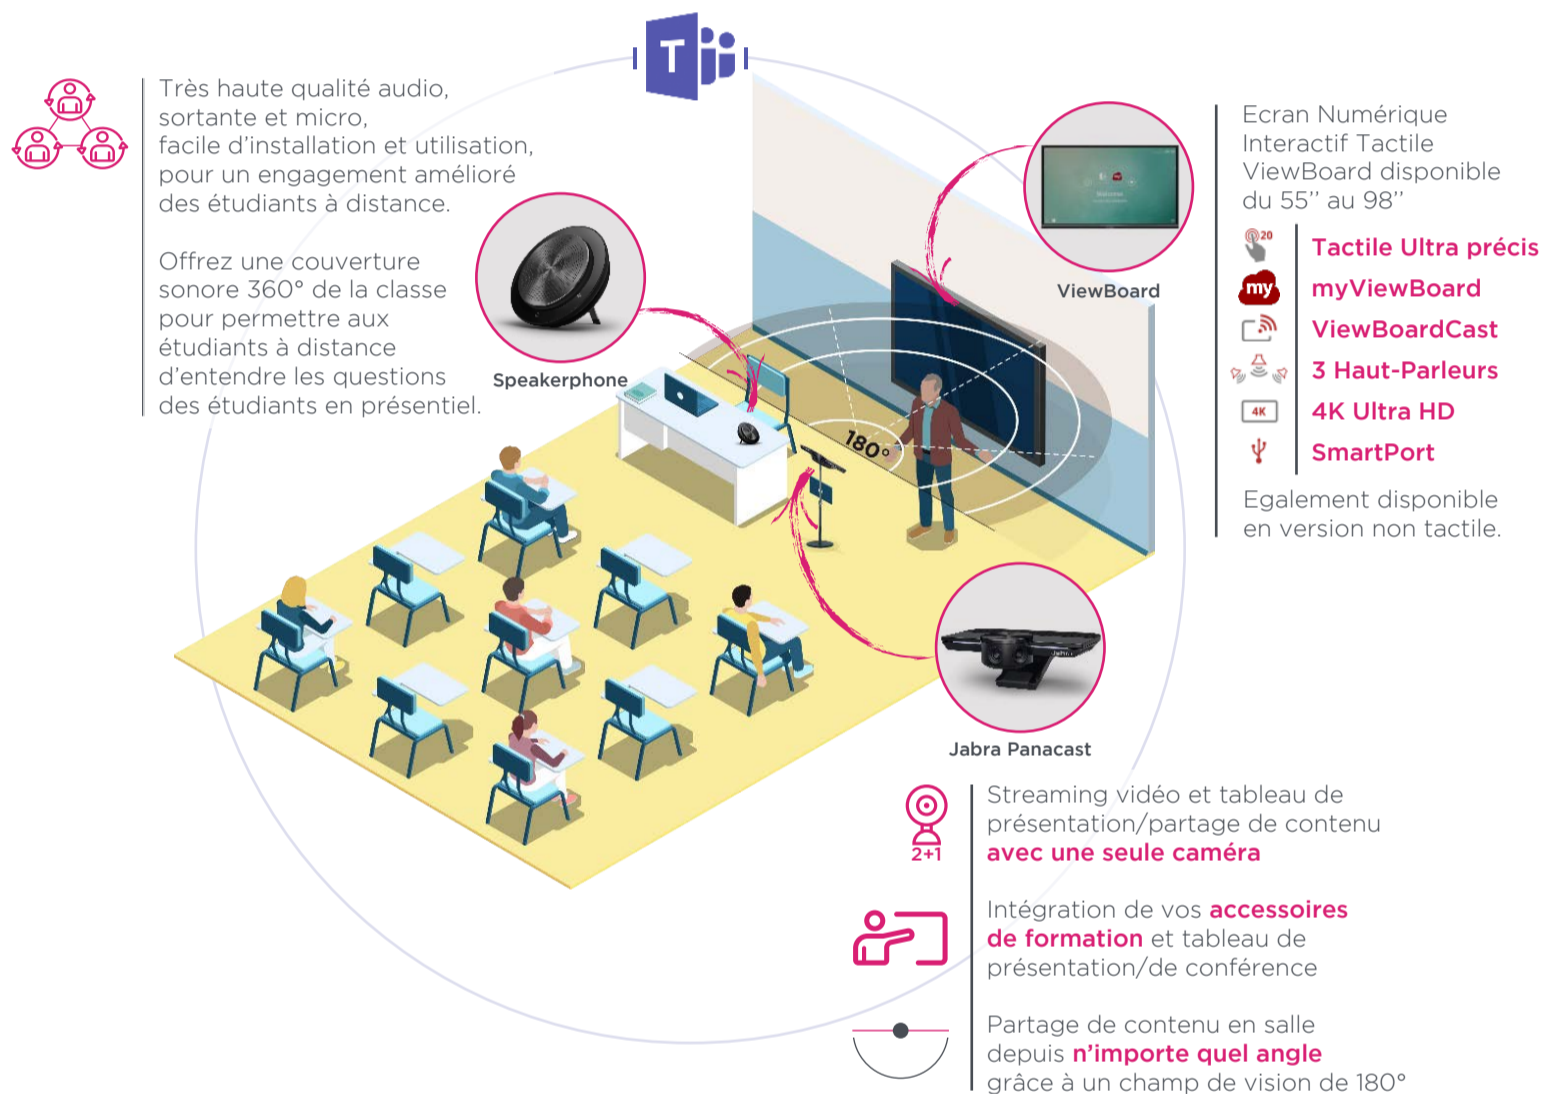 T
Très haute qualité audio,
sortante et micro,
facile d'installation et utilisation,
pour un engagement amélioré
des étudiants à distance.
Offrez une couverture
sonore 360° de la classe
pour permettre aux
étudiants à distance
d'entendre les questions
des étudiants en présentiel.
Speakerphone
my
Welcome
ViewBoard
180°
Ecran Numérique
Interactif Tactile
ViewBoard disponible
du 55’’ au 98’’
20
Tactile Ultra précis
my
myViewBoard
ViewBoardCast
3 Haut-Parleurs
4K
4K Ultra HD
SmartPort
Egalement disponible
en version non tactile.
Jabra
Jabra Panacast
2+1
Streaming vidéo et tableau de
présentation/partage de contenu
avec une seule caméra
Intégration de vos accessoires
de formation et tableau de
présentation/de conférence
Partage de contenu en salle
depuis n’importe quel angle
grâce à un champ de vision de 180°